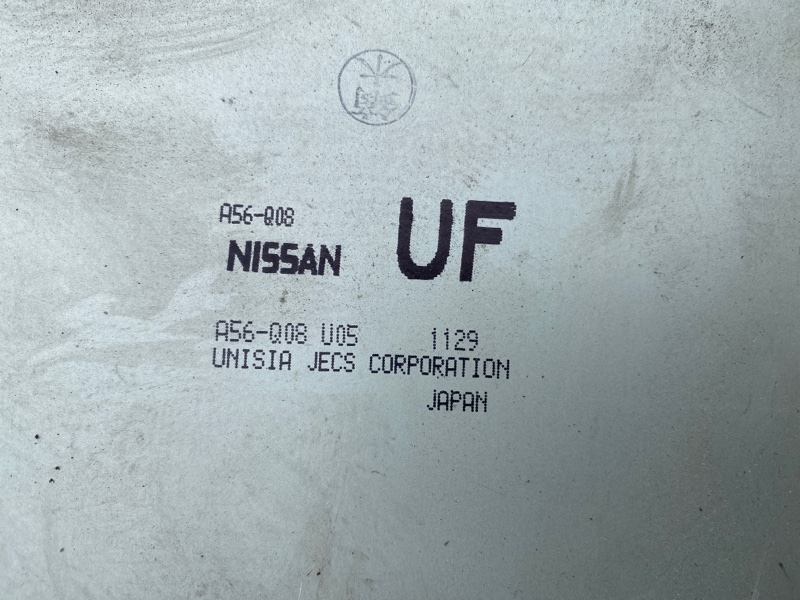 A56-Q08
NISSAN UF
A56-Q08 U05 1129
UNISIA JECS CORPORATION
JAPAN